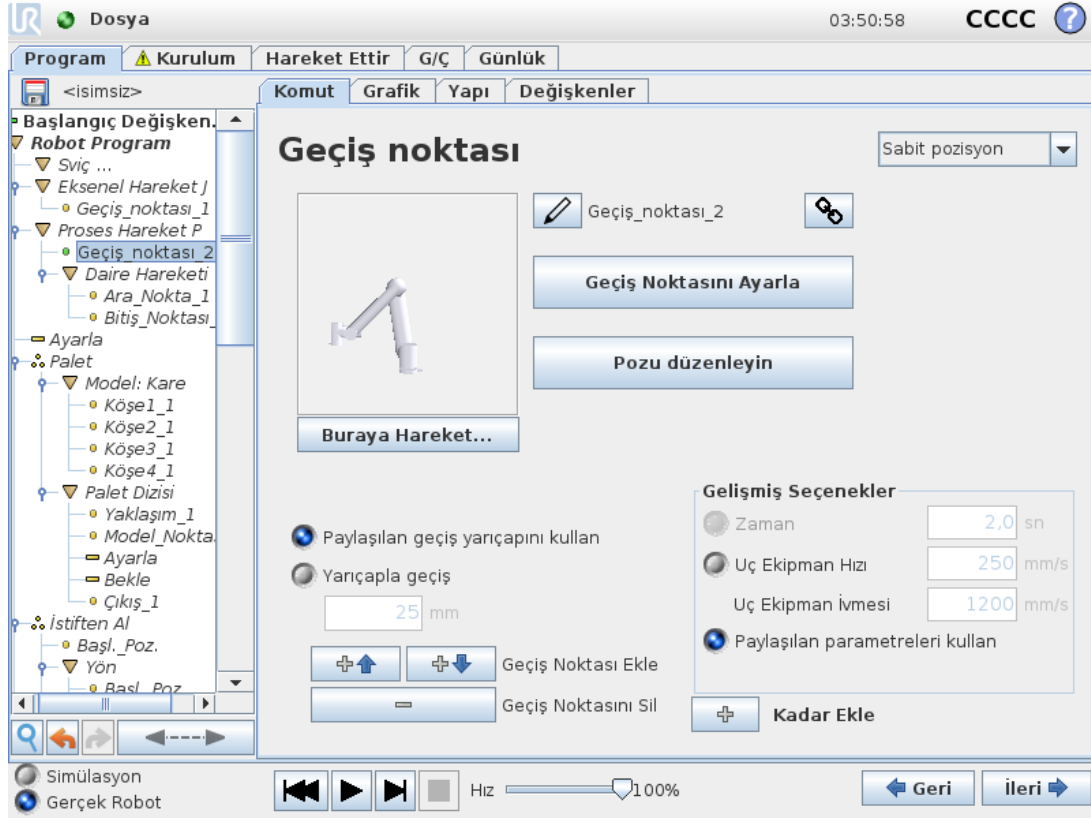 UR Dosya 03:50:58 CCCC ?
Program Kurulum Hareket Ettir G/Ç Günlük
<isimsiz> Komut Grafik Yapı Değişkenler
Başlangıç Değişken.
Robot Program
Sviç ...
Eksenel Hareket J
Geçiş_noktası_1
Proses Hareket P
Geçiş_noktası_2
Daire Hareketi
Ara_Nokta_1
Bitiş_Noktası_
Ayarla
Palet
Model: Kare
Köşe1_1
Köşe2_1
Köşe3_1
Köşe4_1
Palet Dizisi
Yaklaşım_1
Model_Nokta.
Ayarla
Bekle
Çıkış_1
İstiften Al
Başl._Poz.
Yön
Başl._Poz
Geçiş noktası
Sabit pozisyon
Geçiş_noktası_2
Geçiş Noktasını Ayarla
Pozu düzenleyin
Buraya Hareket...
Paylaşılan geçiş yarıçapını kullan
Yarıçapla geçiş
25 mm
Geçiş Noktası Ekle
Geçiş Noktasını Sil
Gelişmiş Seçenekler
Zaman 2,0 sn
Uç Ekipman Hızı 250 mm/s
Uç Ekipman İvmesi 1200 mm/s
Paylaşılan parametreleri kullan
Kadar Ekle
Simülasyon
Gerçek Robot
Hız 100%
Geri İleri